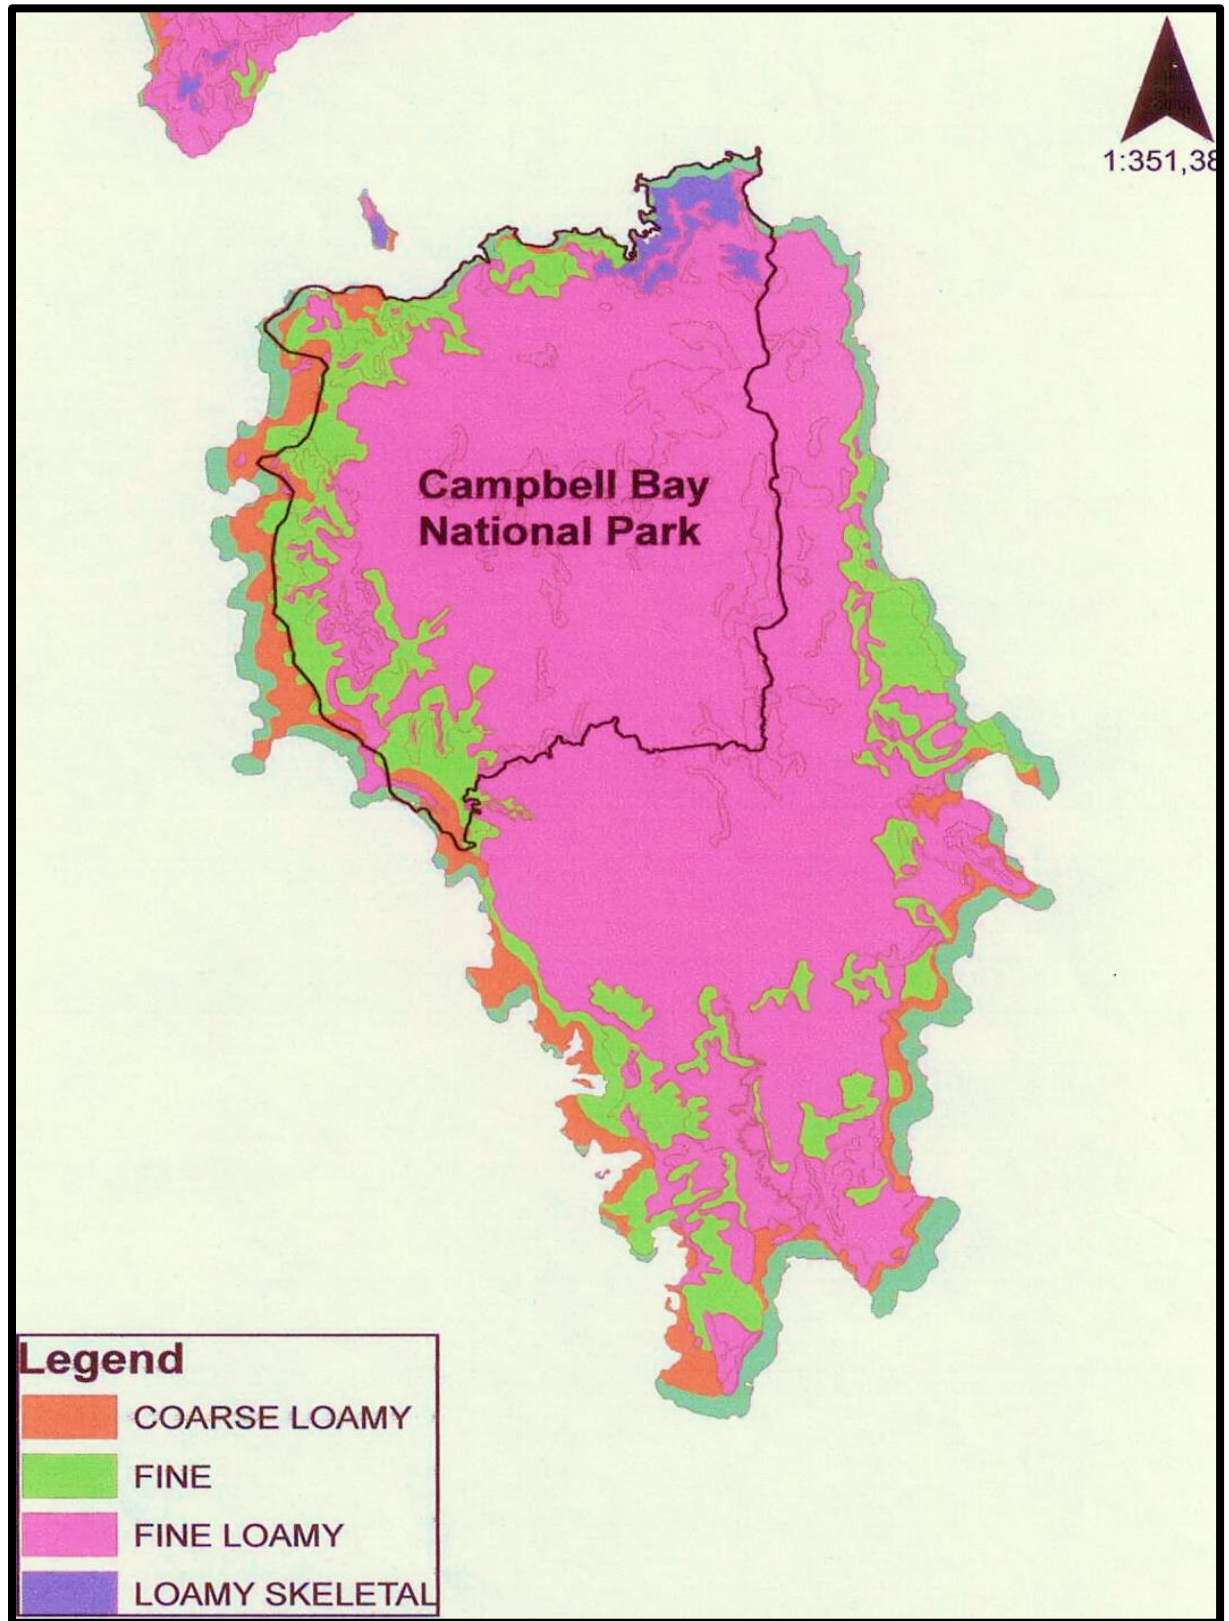 1:351,38
Campbell Bay
National Park
Legend
COARSE LOAMY
FINE
FINE LOAMY
LOAMY SKELETAL